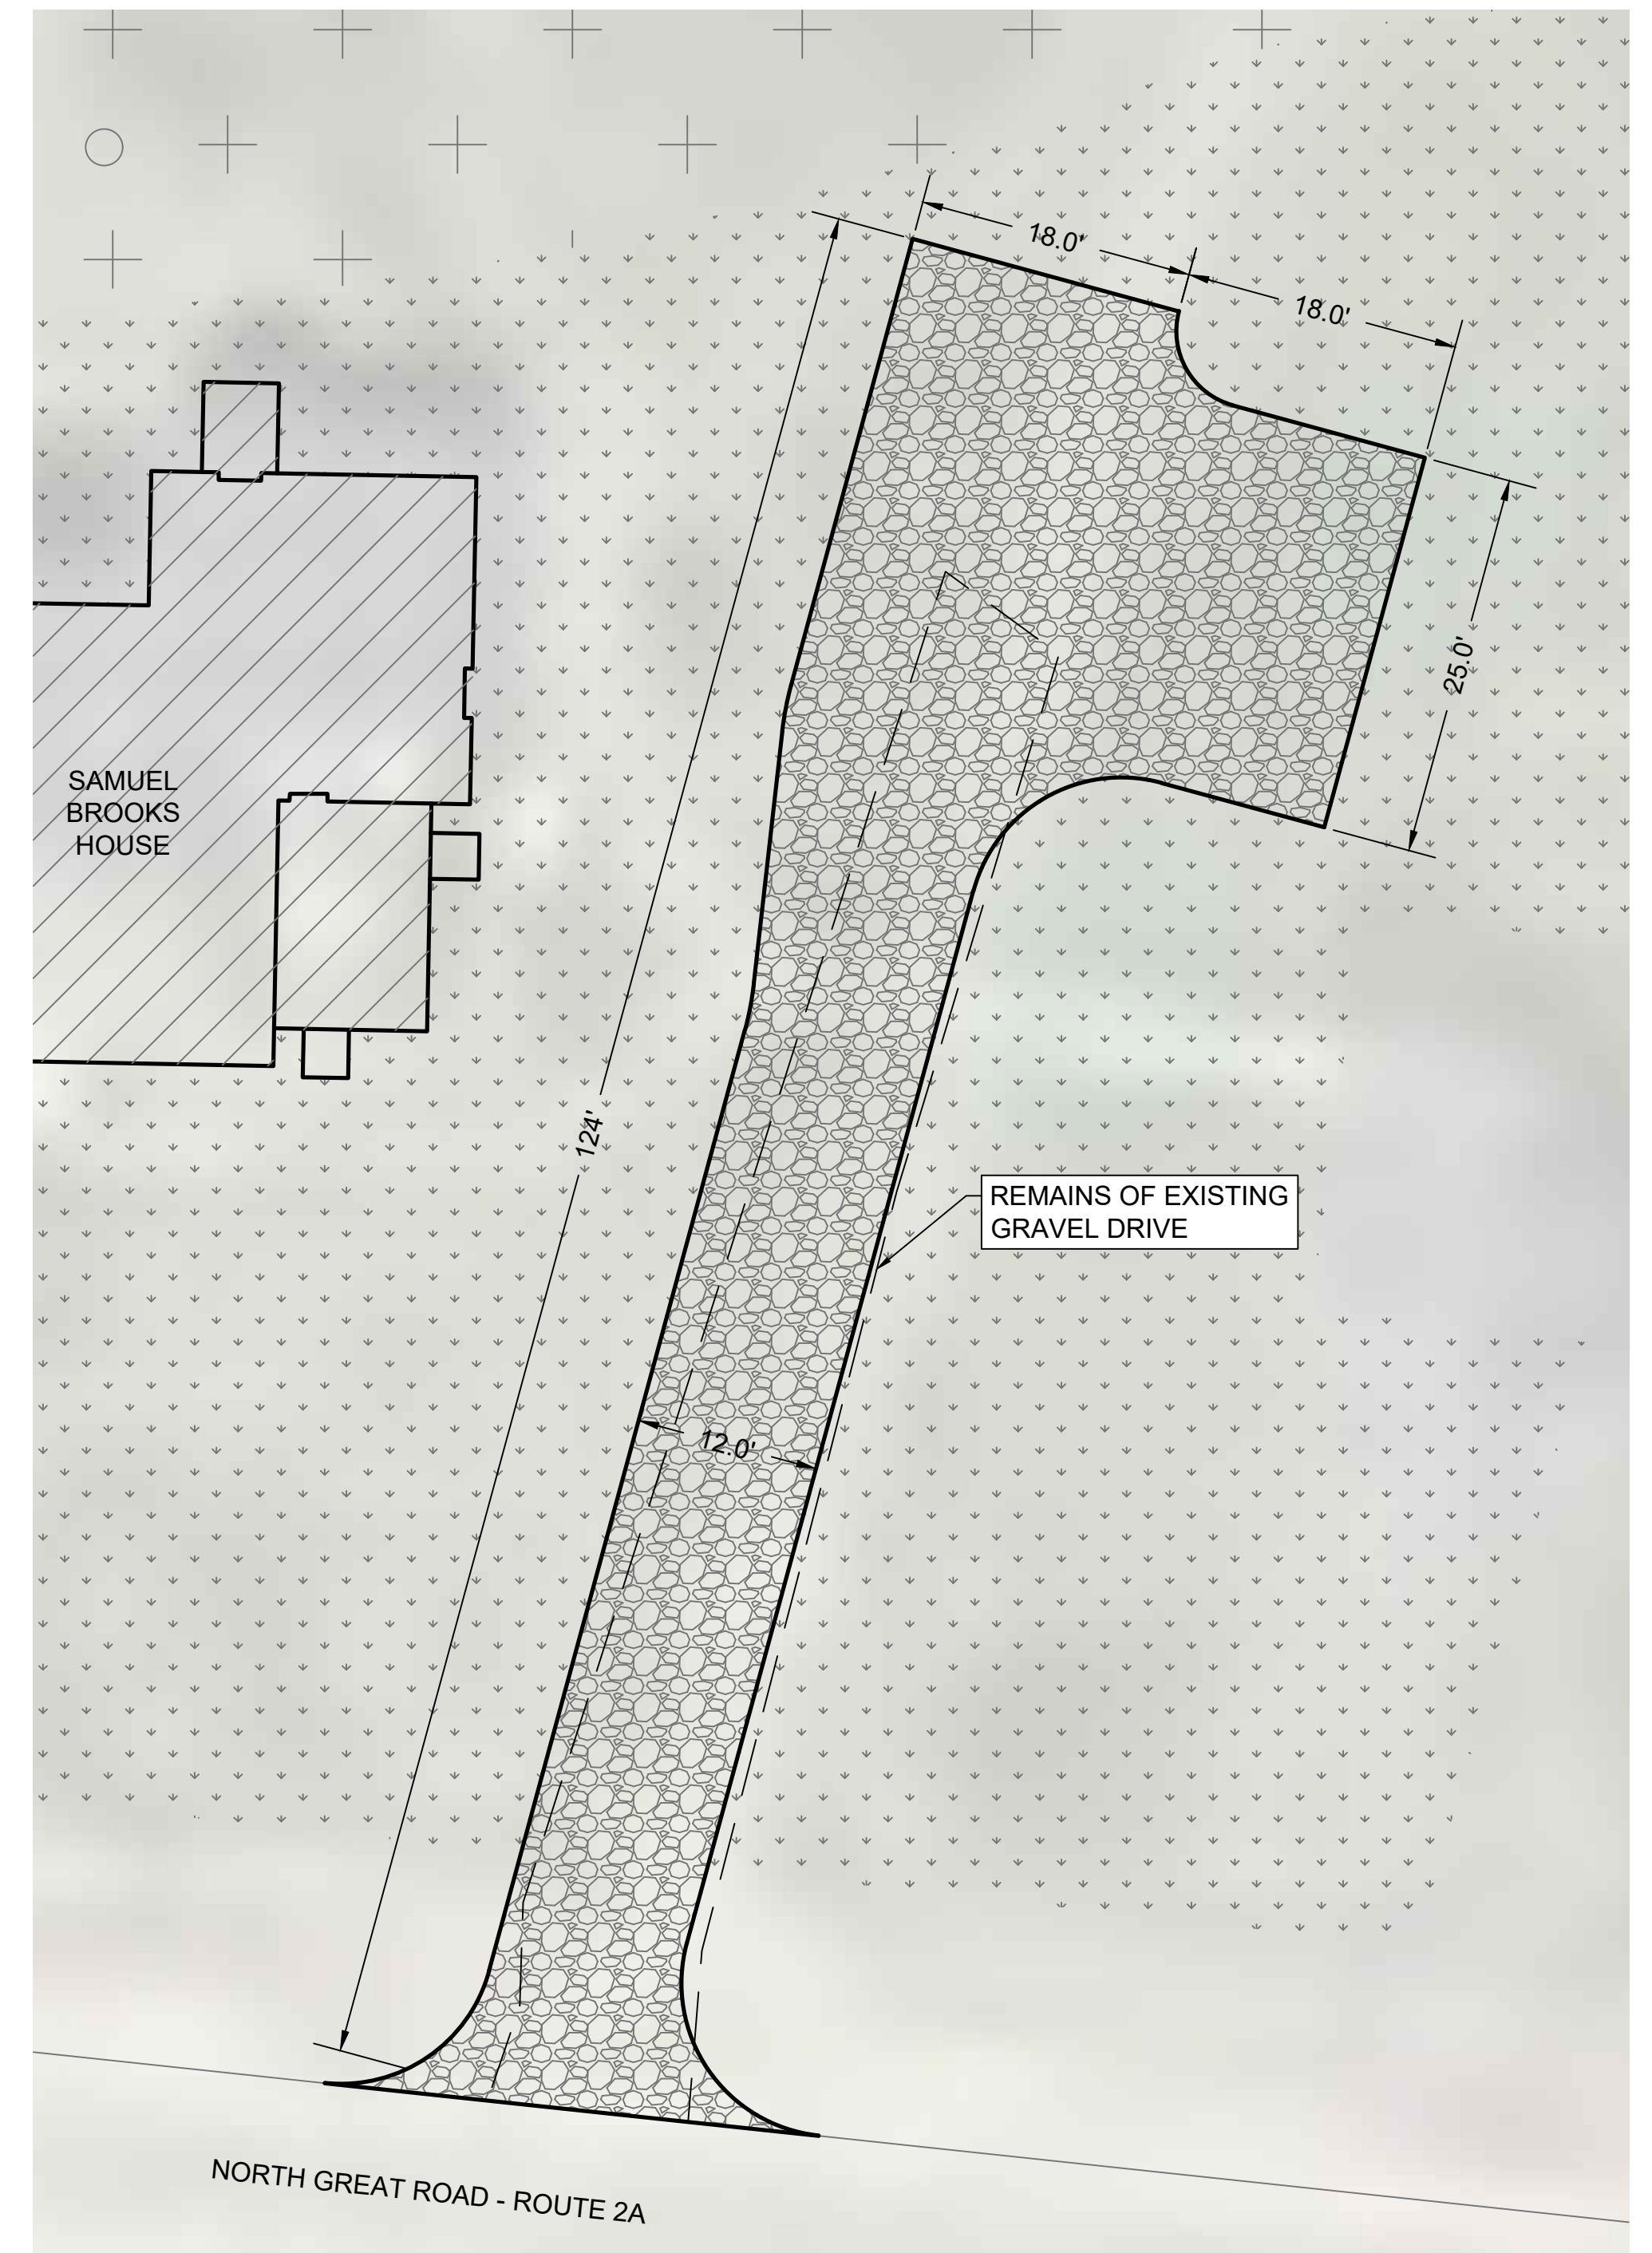 18.0'
18.0'
25.0'
SAMUEL
BROOKS
HOUSE
124'
REMAINS OF EXISTING
GRAVEL DRIVE
12.0'
NORTH GREAT ROAD - ROUTE 2A